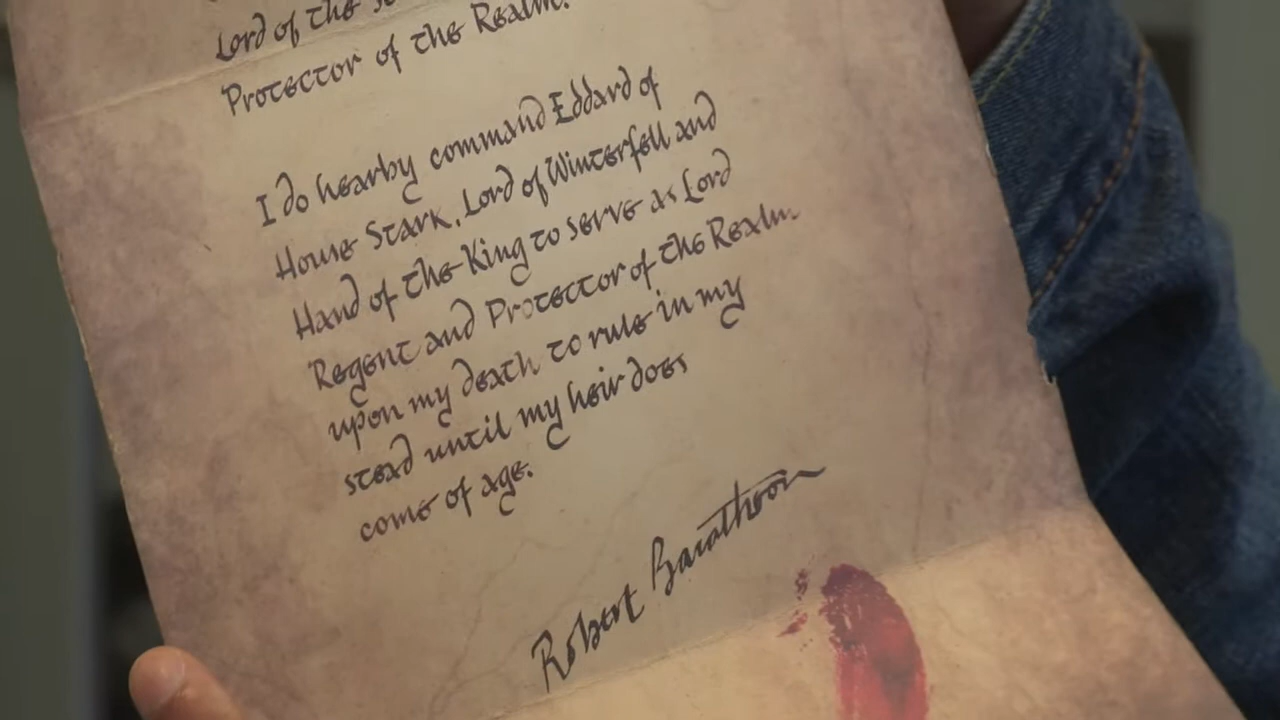 Lord of the
Protector of the Realm.
I do hearby command Eddard of
House Stark, Lord of Winterfell and
Hand of the King to serve as Lord
Regent and Protector of the Realm
upon my death to rule in my
stead until my heir does
come of age.
Robert Baratheon